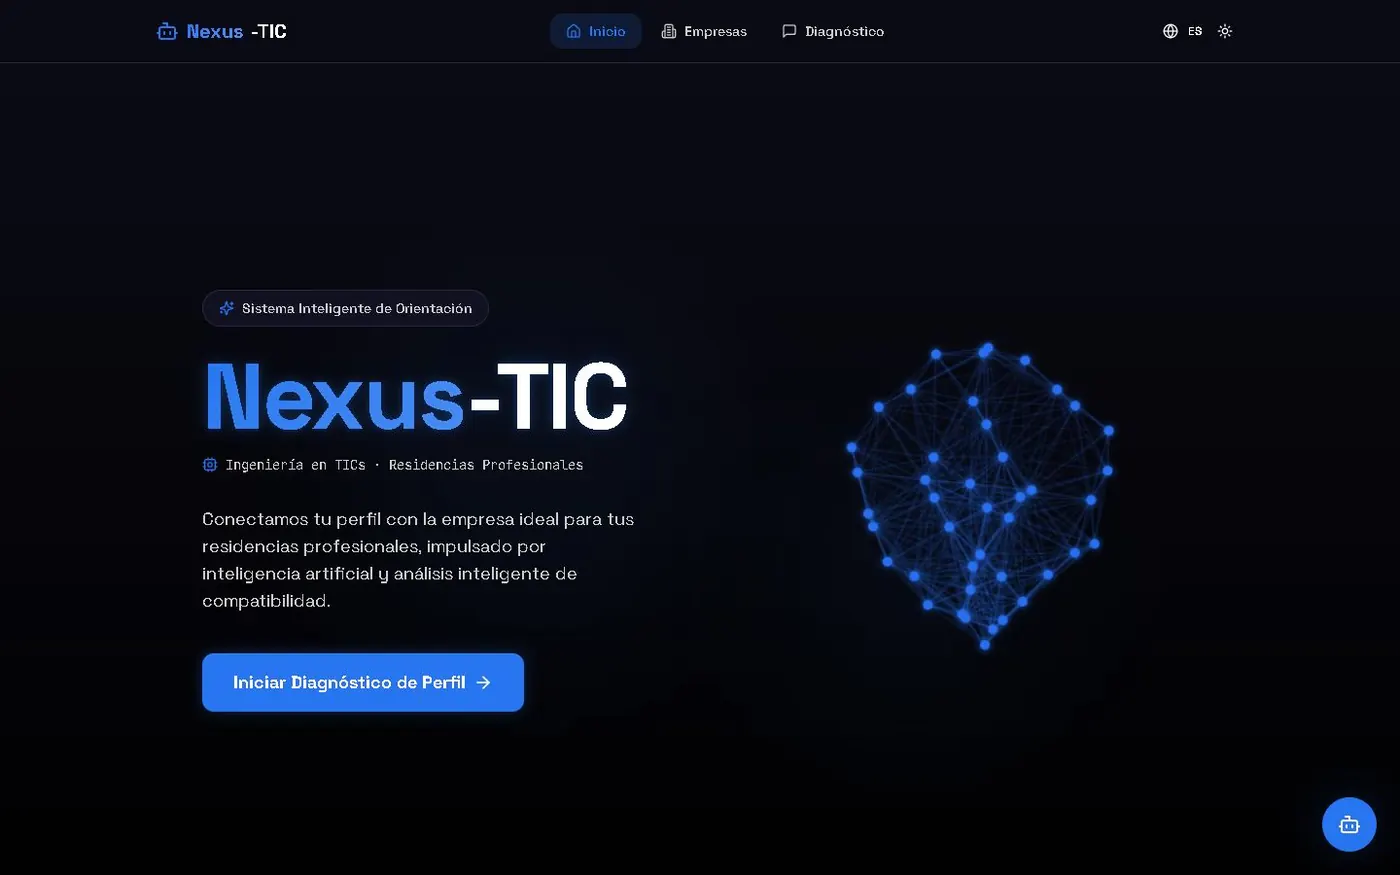 Nexus -TIC
Inicio
Empresas
Diagnóstico
ES
Sistema Inteligente de Orientación
Nexus-TIC
Ingeniería en TICs · Residencias Profesionales
Conectamos tu perfil con la empresa ideal para tus
residencias profesionales, impulsado por
inteligencia artificial y análisis inteligente de
compatibilidad.
Iniciar Diagnóstico de Perfil →